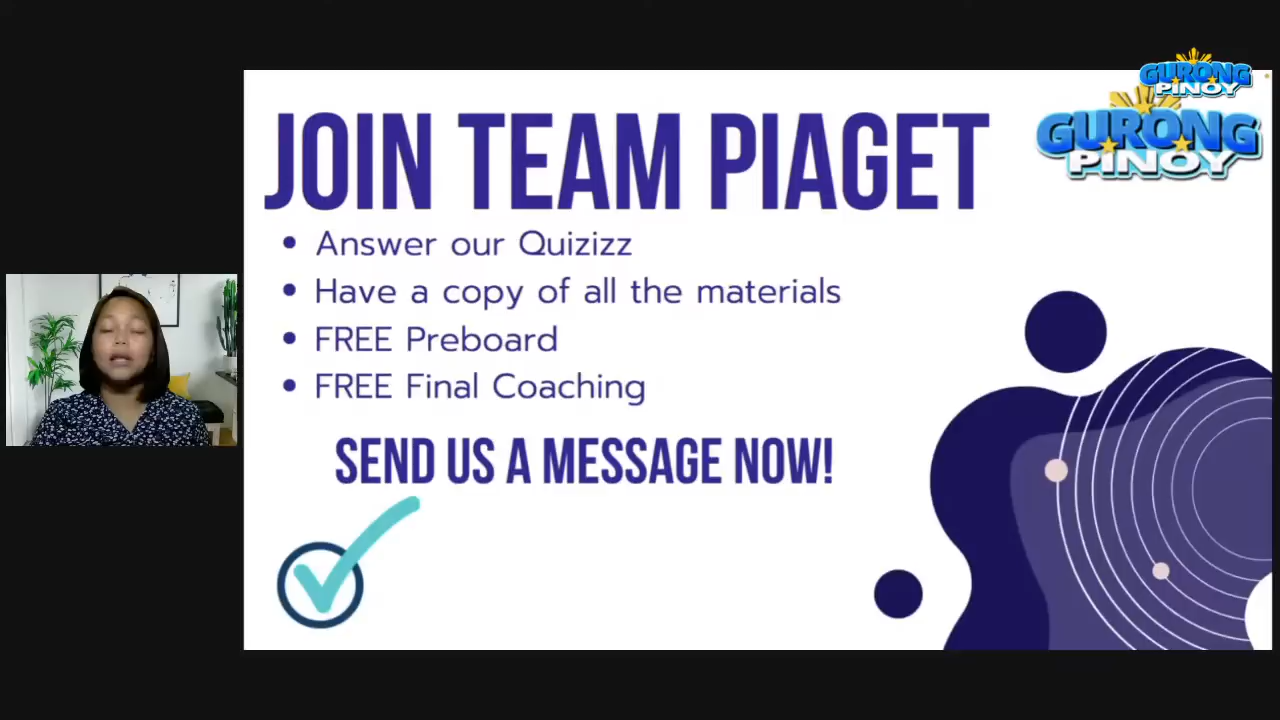 GURONG
PINOY
GURONG
PINOY
JOIN TEAM PIAGET
• Answer our Quizizz
• Have a copy of all the materials
• FREE Preboard
• FREE Final Coaching
SEND US A MESSAGE NOW!